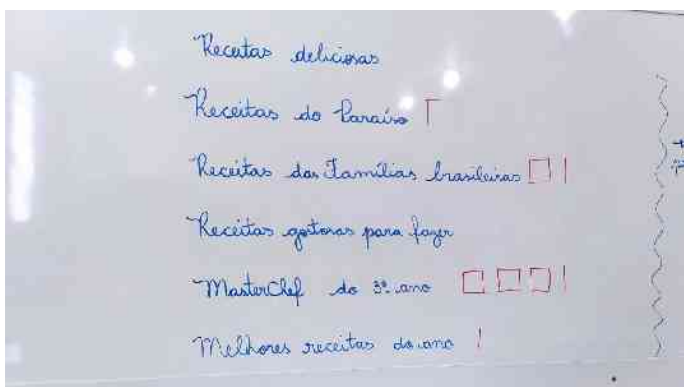 Receitas deliciosas
Receitas do Paraíso
Receitas das Famílias brasileiras
Receitas gostosas para fazer
MasterChef do 3º ano
Melhores receitas do ano